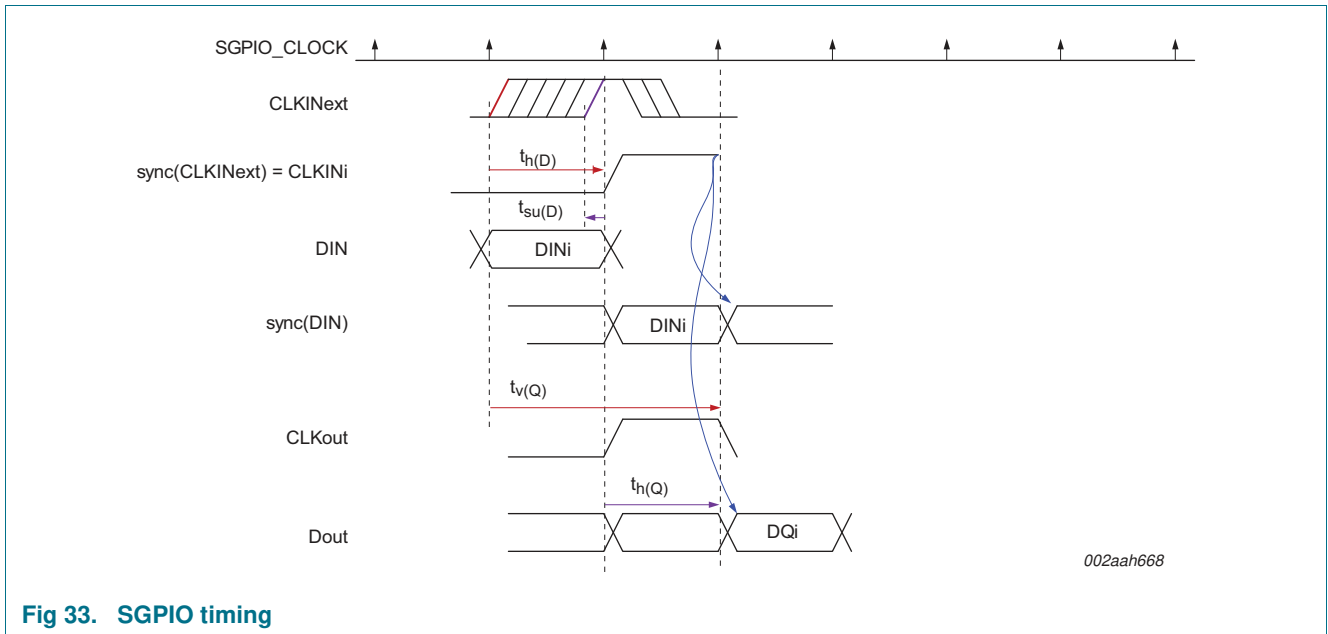 SGPIO_CLOCK
CLKINext
sync(CLKINext) = CLKINi
th(D)
tsu(D)
DIN
DINi
sync(DIN)
DINi
tv(Q)
CLKout
th(Q)
Dout
DQi
002aah668
Fig 33. SGPIO timing